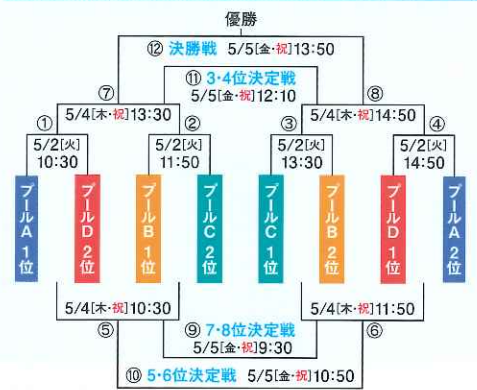 優勝
⑫ 決勝戦 5/5[金・祝]13:50
⑪ 3・4位決定戦
5/5[金・祝]12:10
⑦
5/4[木・祝]13:30
⑧
5/4[木・祝]14:50
①
5/2[火]
10:30
②
5/2[火]
11:50
③
5/2[火]
13:30
④
5/2[火]
14:50
プールA 1位
プールD 2位
プールB 1位
プールC 2位
プールC 1位
プールB 2位
プールD 1位
プールA 2位
5/4[木・祝]10:30
⑤
5/4[木・祝]11:50
⑥
⑨ 7・8位決定戦
5/5[金・祝]9:30
⑩ 5・6位決定戦 5/5[金・祝]10:50